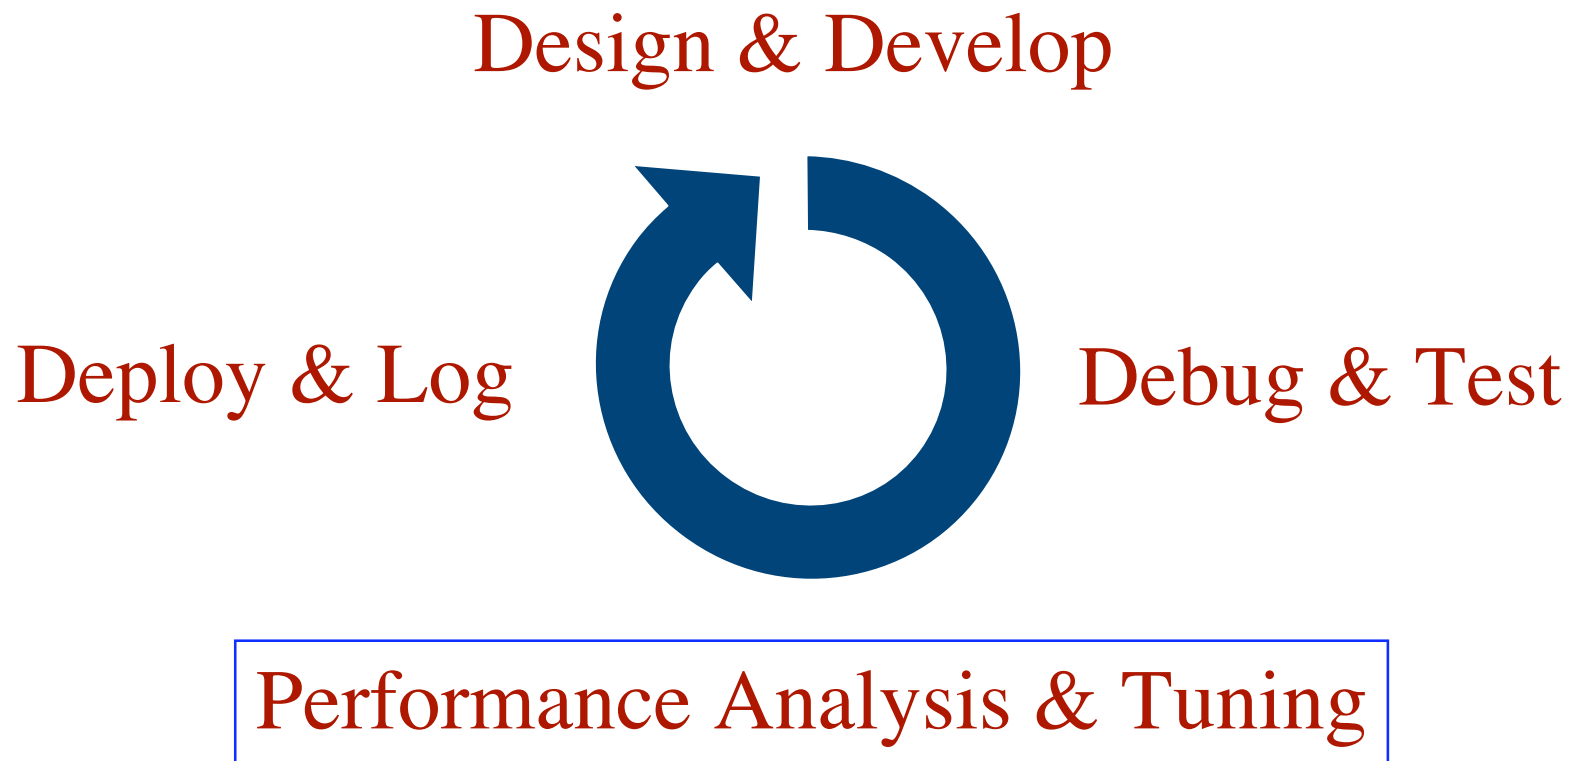 Design & Develop
Deploy & Log
Debug & Test
Performance Analysis & Tuning